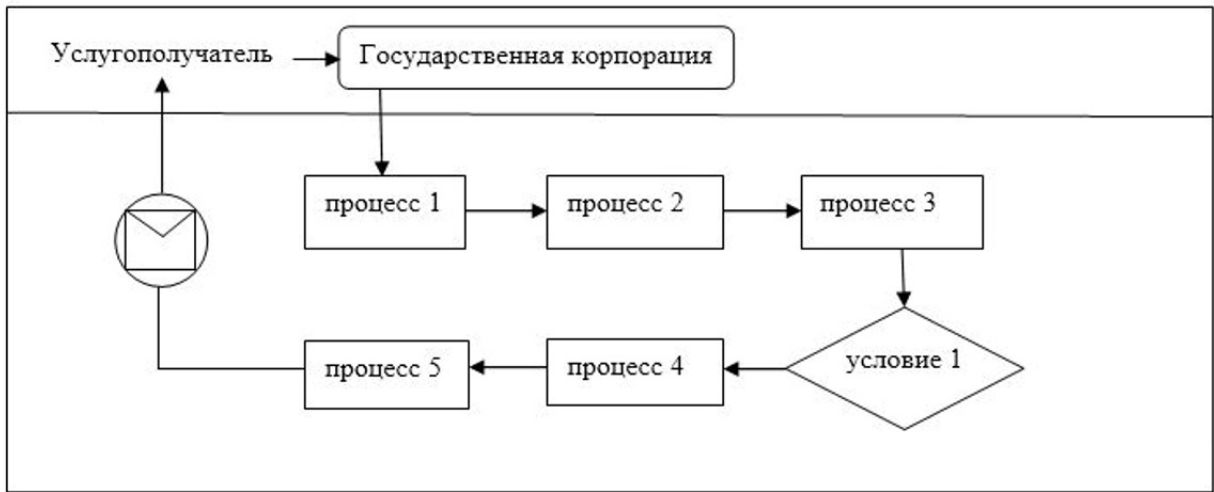 Услугополучатель
Государственная корпорация
процесс 1
процесс 2
процесс 3
условие 1
процесс 4
процесс 5